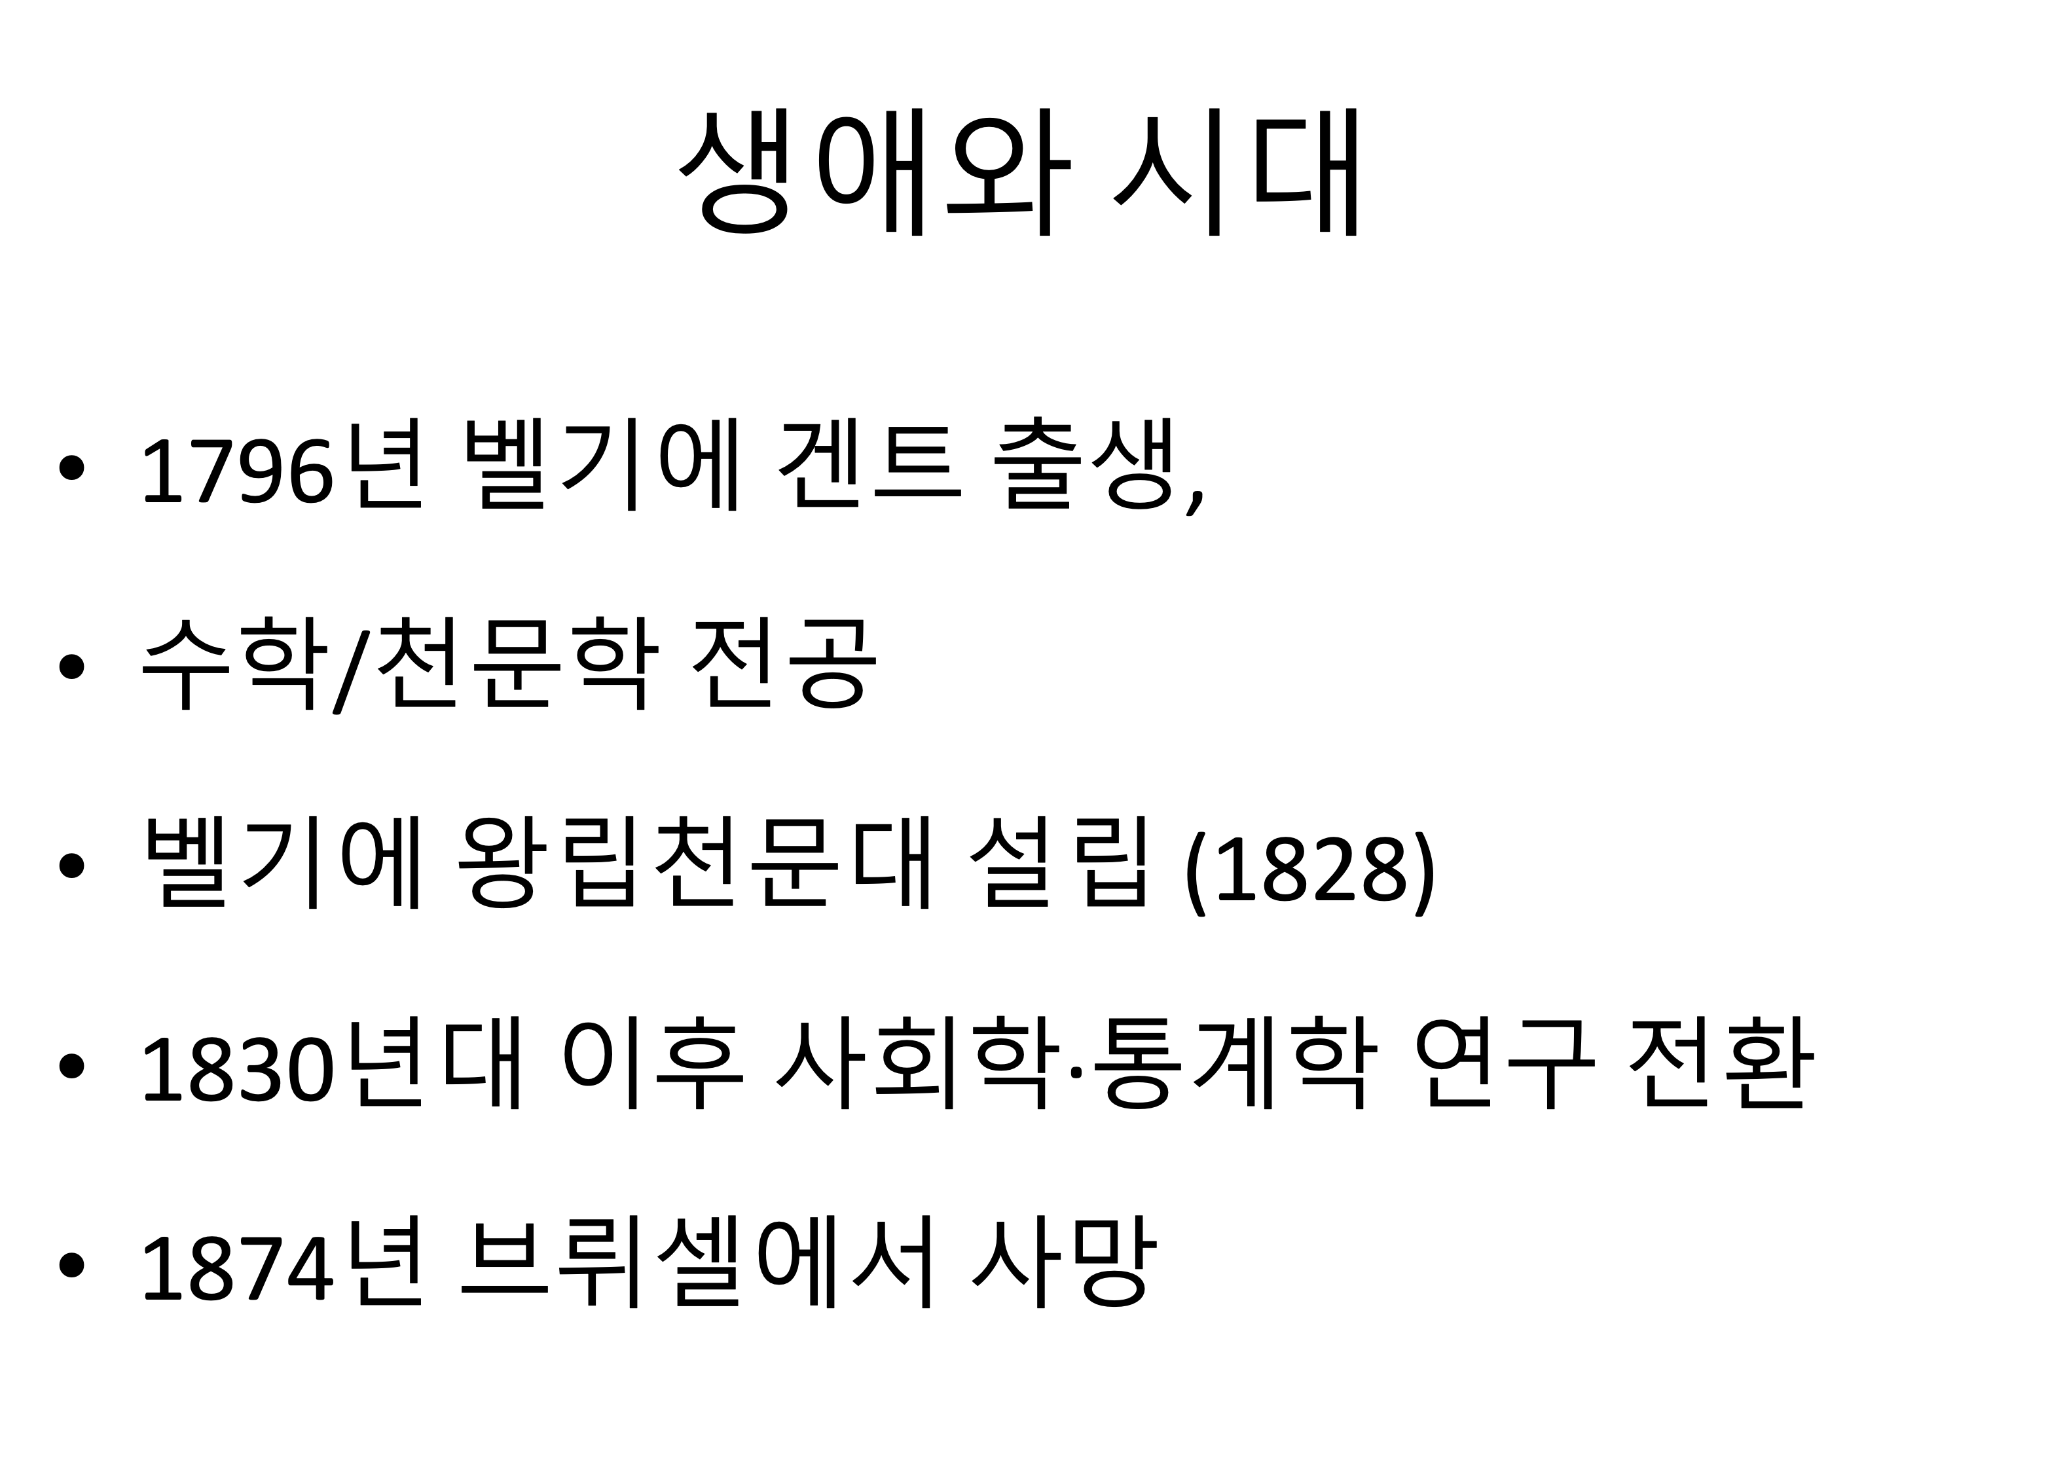 생애와 시대
• 1796년 벨기에 겐트 출생,
• 수학/천문학 전공
• 벨기에 왕립천문대 설립 (1828)
• 1830년대 이후 사회학·통계학 연구 전환
• 1874년 브뤼셀에서 사망